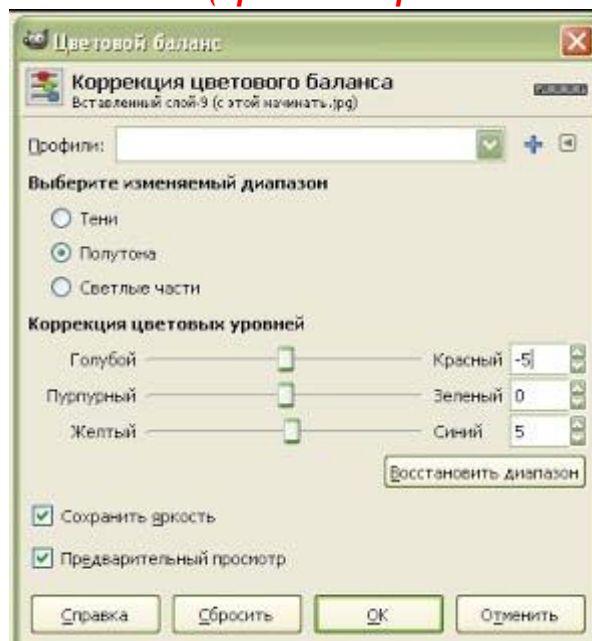 Цветовой баланс
Коррекция цветового баланса
Вставленный слой-9 (с этой начинать.jpg)
Профили:
Выберите изменяемый диапазон
Тени
Полутона
Светлые части
Коррекция цветовых уровней
Голубой Красный -5
Пурпурный Зеленый 0
Желтый Синий 5
Восстановить диапазон
Сохранить яркость
Предварительный просмотр
Справка Сбросить OK Отменить